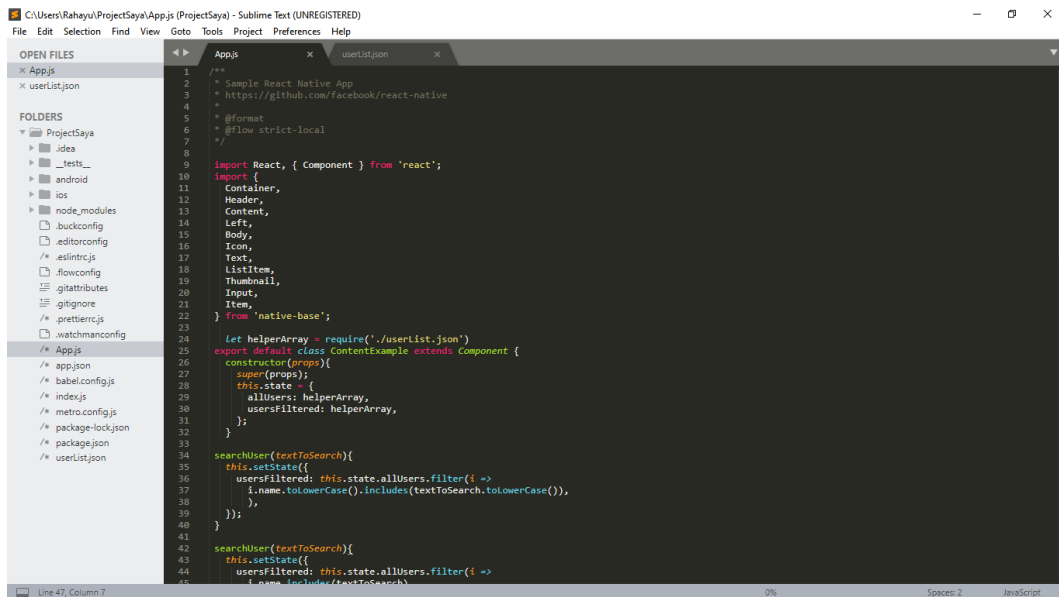 C:\Users\Rahayu\ProjectSaya\App.js (ProjectSaya) - Sublime Text (UNREGISTERED)
File Edit Selection Find View Goto Tools Project Preferences Help
OPEN FILES
App.js
userList.json
FOLDERS
ProjectSaya
.idea
__tests__
android
ios
node_modules
.buckconfig
.editorconfig
/* .eslintrc.js
.flowconfig
.gitattributes
.gitignore
/* .prettierrc.js
.watchmanconfig
/* App.js
/* app.json
/* babel.config.js
/* index.js
/* metro.config.js
/* package-lock.json
/* package.json
/* userList.json
App.js userList.json
1 /**
2 * Sample React Native App
3 * https://github.com/facebook/react-native
4 *
5 * @format
6 * @flow strict-local
7 */
8
9 import React, { Component } from 'react';
10 import {
11 Container,
12 Header,
13 Content,
14 Left,
15 Body,
16 Icon,
17 Text,
18 ListItem,
19 Thumbnail,
20 Input,
21 Item,
22 } from 'native-base';
23
24 let helperArray = require('./userList.json')
25 export default class ContentExample extends Component {
26 constructor(props){
27 super(props);
28 this.state = {
29 allUsers: helperArray,
30 usersFiltered: helperArray,
31 };
32 }
33
34 searchUser(textToSearch){
35 this.setState({
36 usersFiltered: this.state.allUsers.filter(i =>
37 i.name.toLowerCase().includes(textToSearch.toLowerCase()),
38 ),
39 });
40 }
41
42 searchUser(textToSearch){
43 this.setState({
44 usersFiltered: this.state.allUsers.filter(i =>
45 i.name.includes(textToSearch)
Line 47, Column 7 0% Spaces: 2 JavaScript